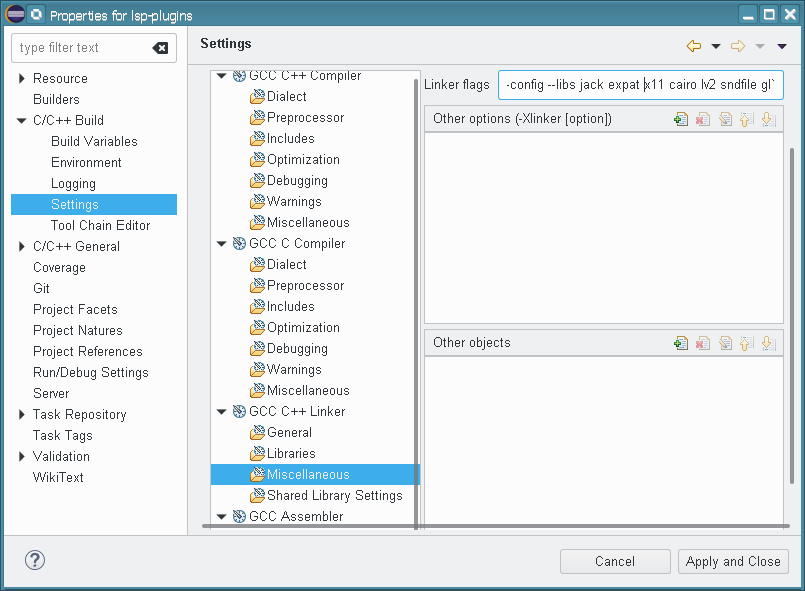 Properties for lsp-plugins
type filter text
Resource
Builders
C/C++ Build
Build Variables
Environment
Logging
Settings
Tool Chain Editor
C/C++ General
Coverage
Git
Project Facets
Project Natures
Project References
Run/Debug Settings
Server
Task Repository
Task Tags
Validation
WikiText
Settings
GCC C++ Compiler
Dialect
Preprocessor
Includes
Optimization
Debugging
Warnings
Miscellaneous
GCC C Compiler
Dialect
Preprocessor
Includes
Optimization
Debugging
Warnings
Miscellaneous
GCC C++ Linker
General
Libraries
Miscellaneous
Shared Library Settings
GCC Assembler
Linker flags
-config --libs jack expat x11 cairo lv2 sndfile gl`
Other options (-Xlinker [option])
Other objects
?
Cancel
Apply and Close